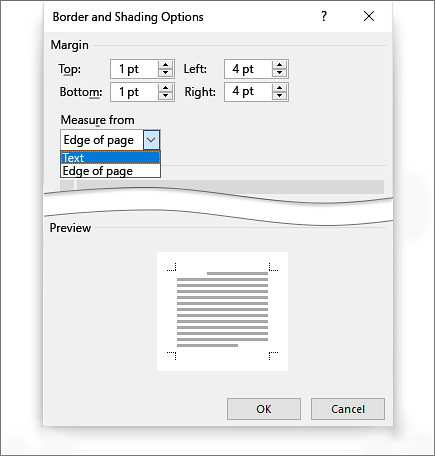 Border and Shading Options ? ×
Margin
Top: 1 pt Left: 4 pt
Bottom: 1 pt Right: 4 pt
Measure from
Edge of page
Text
Edge of page
Preview
OK Cancel